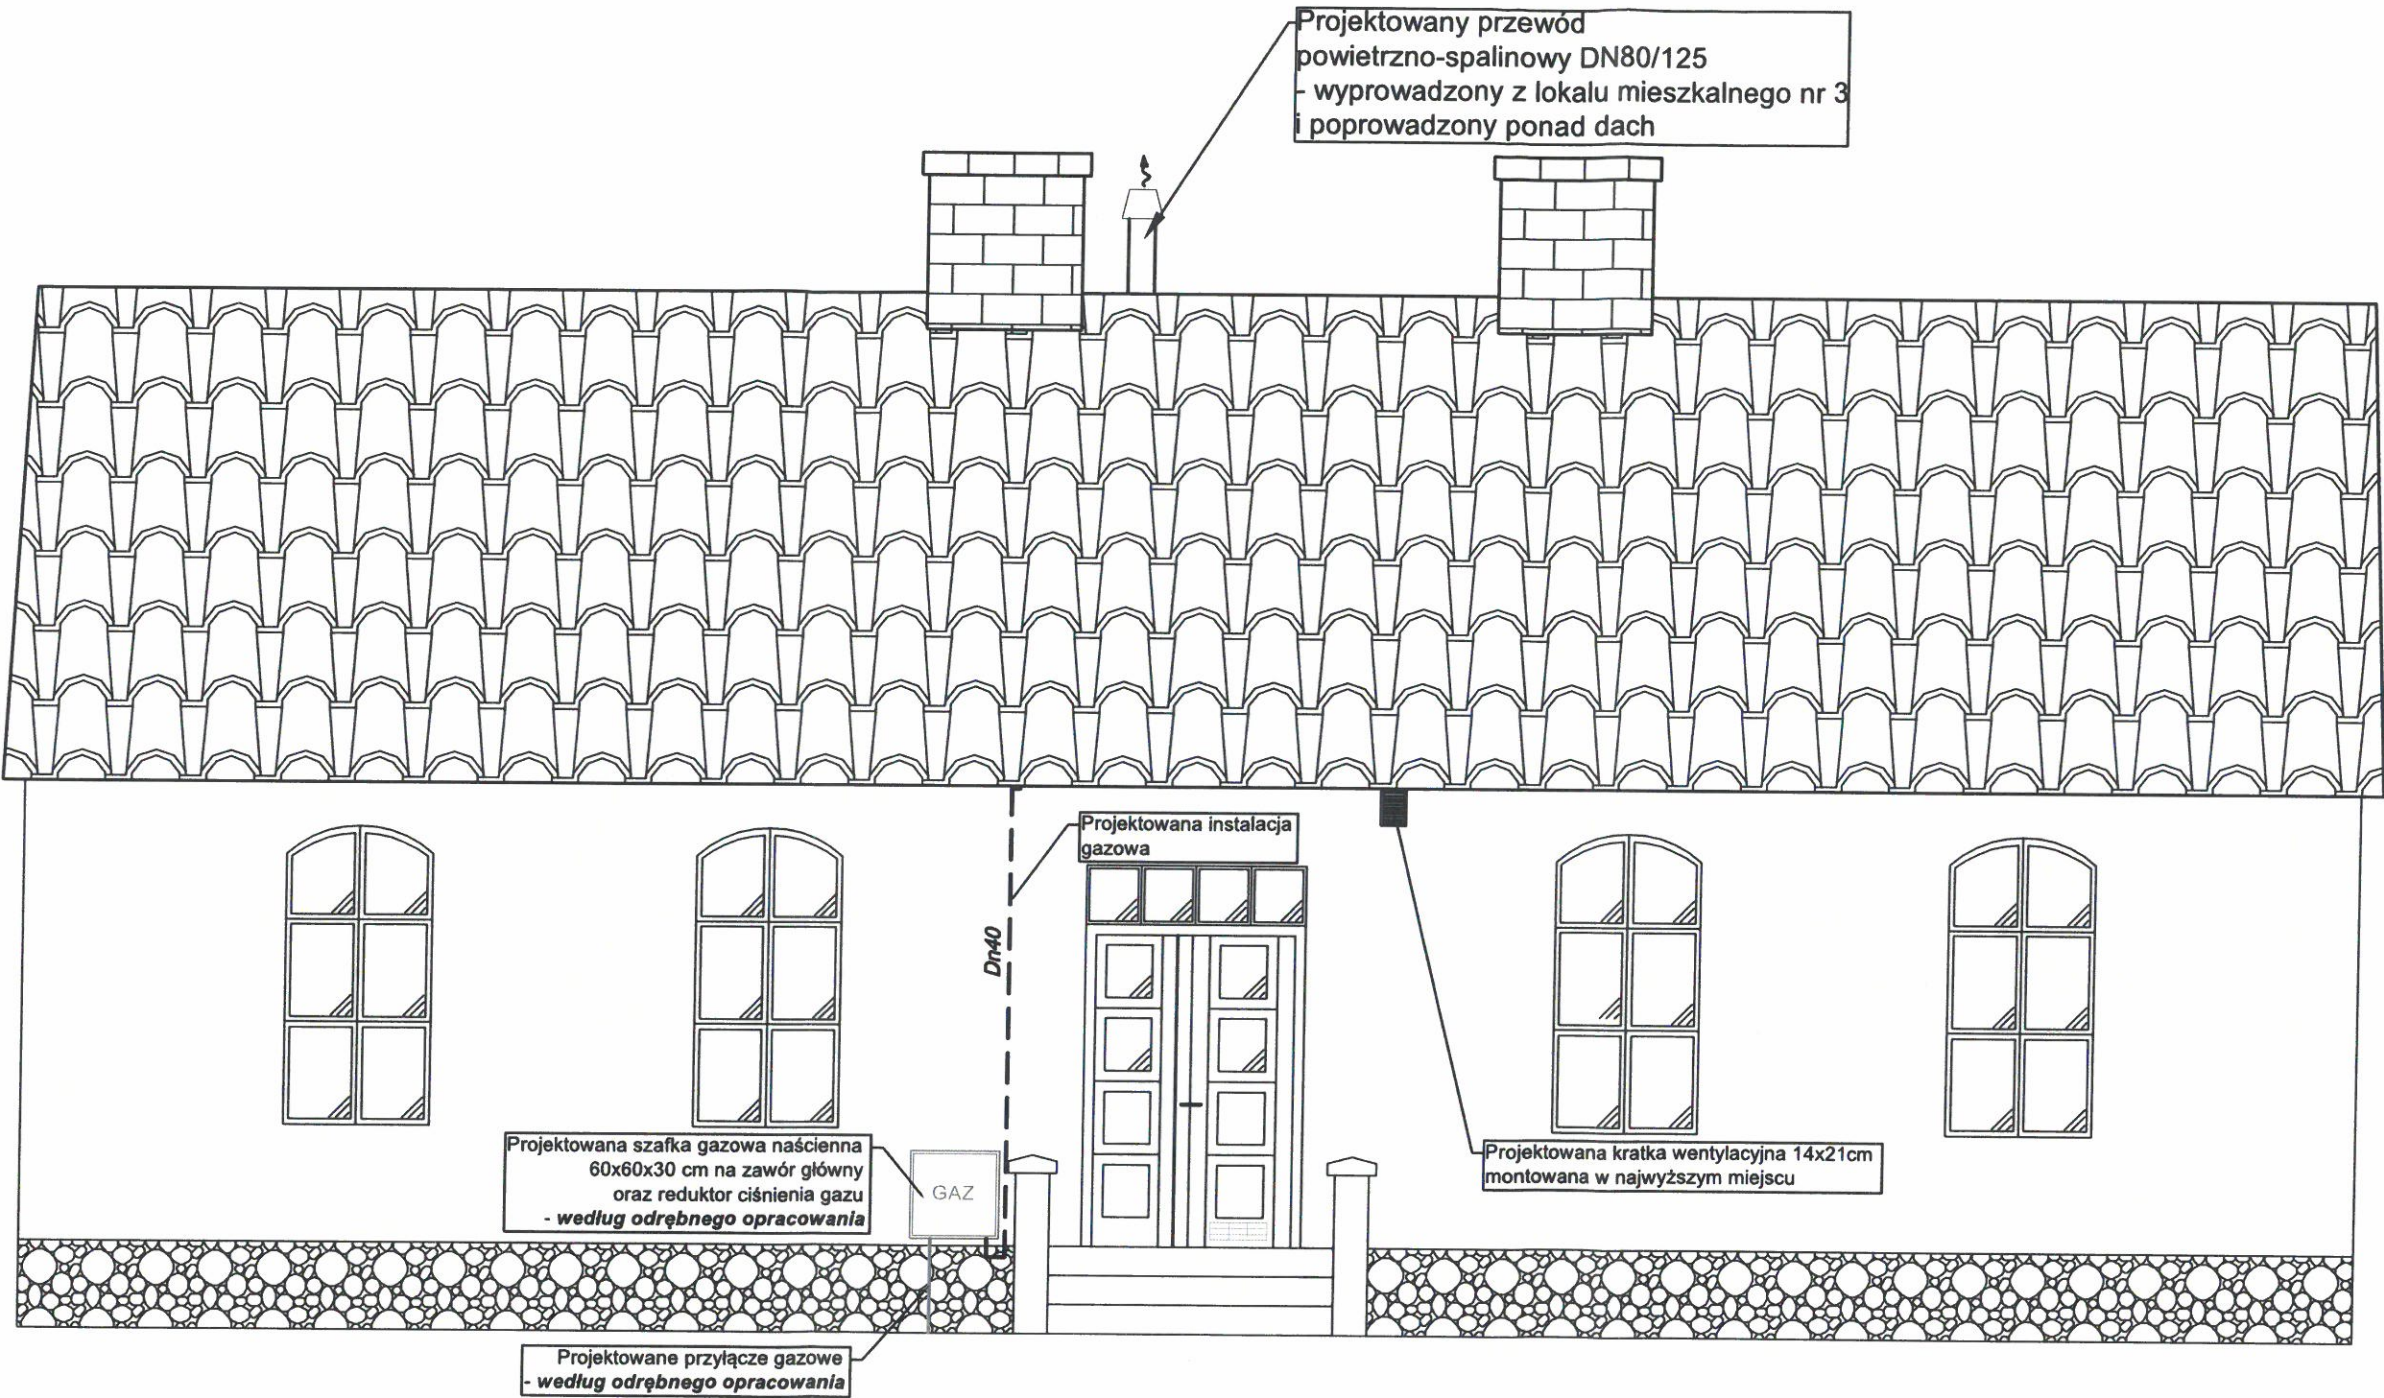 Projektowany przewód
powietrzno-spalinowy DN80/125
- wyprowadzony z lokalu mieszkalnego nr 3
i poprowadzony ponad dach
Projektowana instalacja
gazowa
Dn40
Projektowana szafka gazowa naścienna
60x60x30 cm na zawór główny
oraz reduktor ciśnienia gazu
- według odrębnego opracowania
GAZ
Projektowana kratka wentylacyjna 14x21cm
montowana w najwyższym miejscu
Projektowane przyłącze gazowe
- według odrębnego opracowania